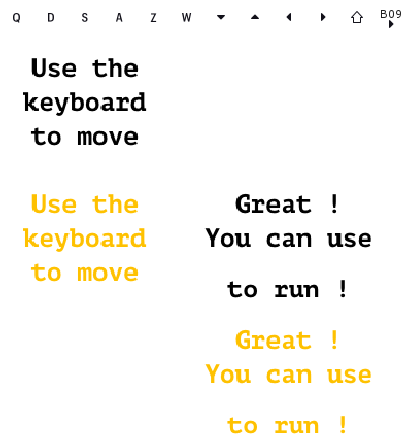 Q D S A Z W B09
Use the
keyboard
to move
Use the
keyboard
to move
Great !
You can use
to run !
Great !
You can use
to run !